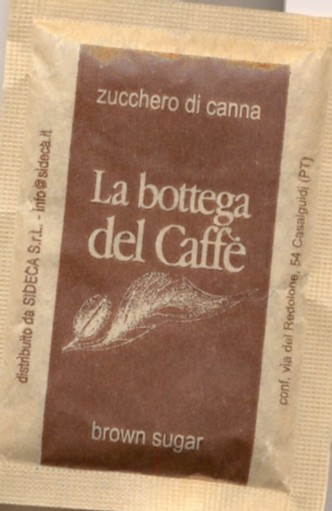 zucchero di canna
La bottega
del Caffè
brown sugar
distribuito da SIDECA S.r.L. - info@sideca.it
conf. via del Redolone, 54 Casalguidi (PT)